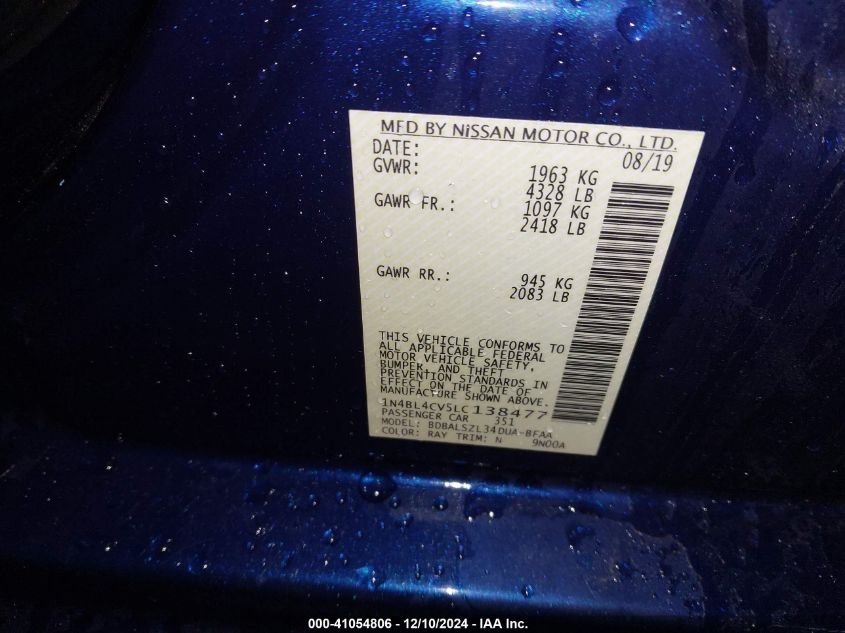 MFD BY NISSAN MOTOR CO., LTD.
DATE: 08/19
GVWR: 1963 KG
4328 LB
GAWR FR.: 1097 KG
2418 LB
GAWR RR.: 945 KG
2083 LB
THIS VEHICLE CONFORMS TO
ALL APPLICABLE FEDERAL
MOTOR VEHICLE SAFETY,
BUMPER, AND THEFT
PREVENTION STANDARDS IN
EFFECT ON THE DATE OF
MANUFACTURE SHOWN ABOVE.
1N4BL4CV5LC138477
PASSENGER CAR 351
MODEL: BDBALSZL34DUA-BFAA
COLOR: RAY TRIM: N 9N00A
000-41054806 - 12/10/2024 - IAA Inc.